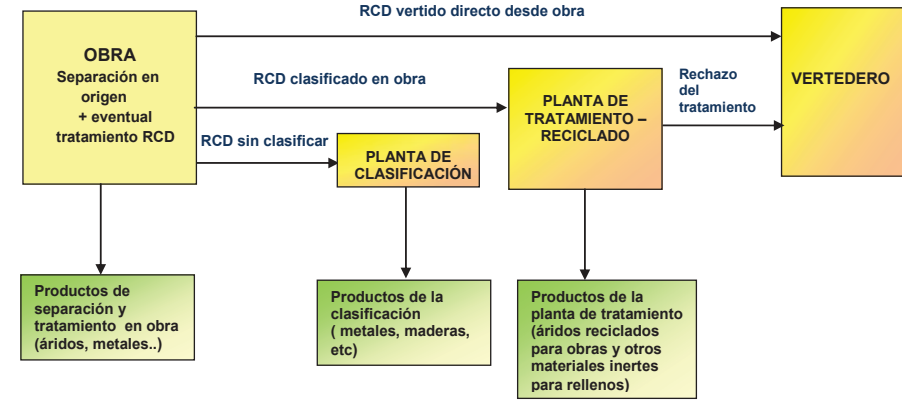 RCD vertido directo desde obra
OBRA
Separación en
origen
+ eventual
tratamiento RCD
RCD clasificado en obra
RCD sin clasificar
PLANTA DE
CLASIFICACIÓN
PLANTA DE
TRATAMIENTO –
RECICLADO
Rechazo
del
tratamiento
VERTEDERO
Productos de
separación y
tratamiento en obra
(áridos, metales..)
Productos de la
clasificación
( metales, maderas,
etc)
Productos de la
planta de tratamiento
(áridos reciclados
para obras y otros
materiales inertes
para rellenos)